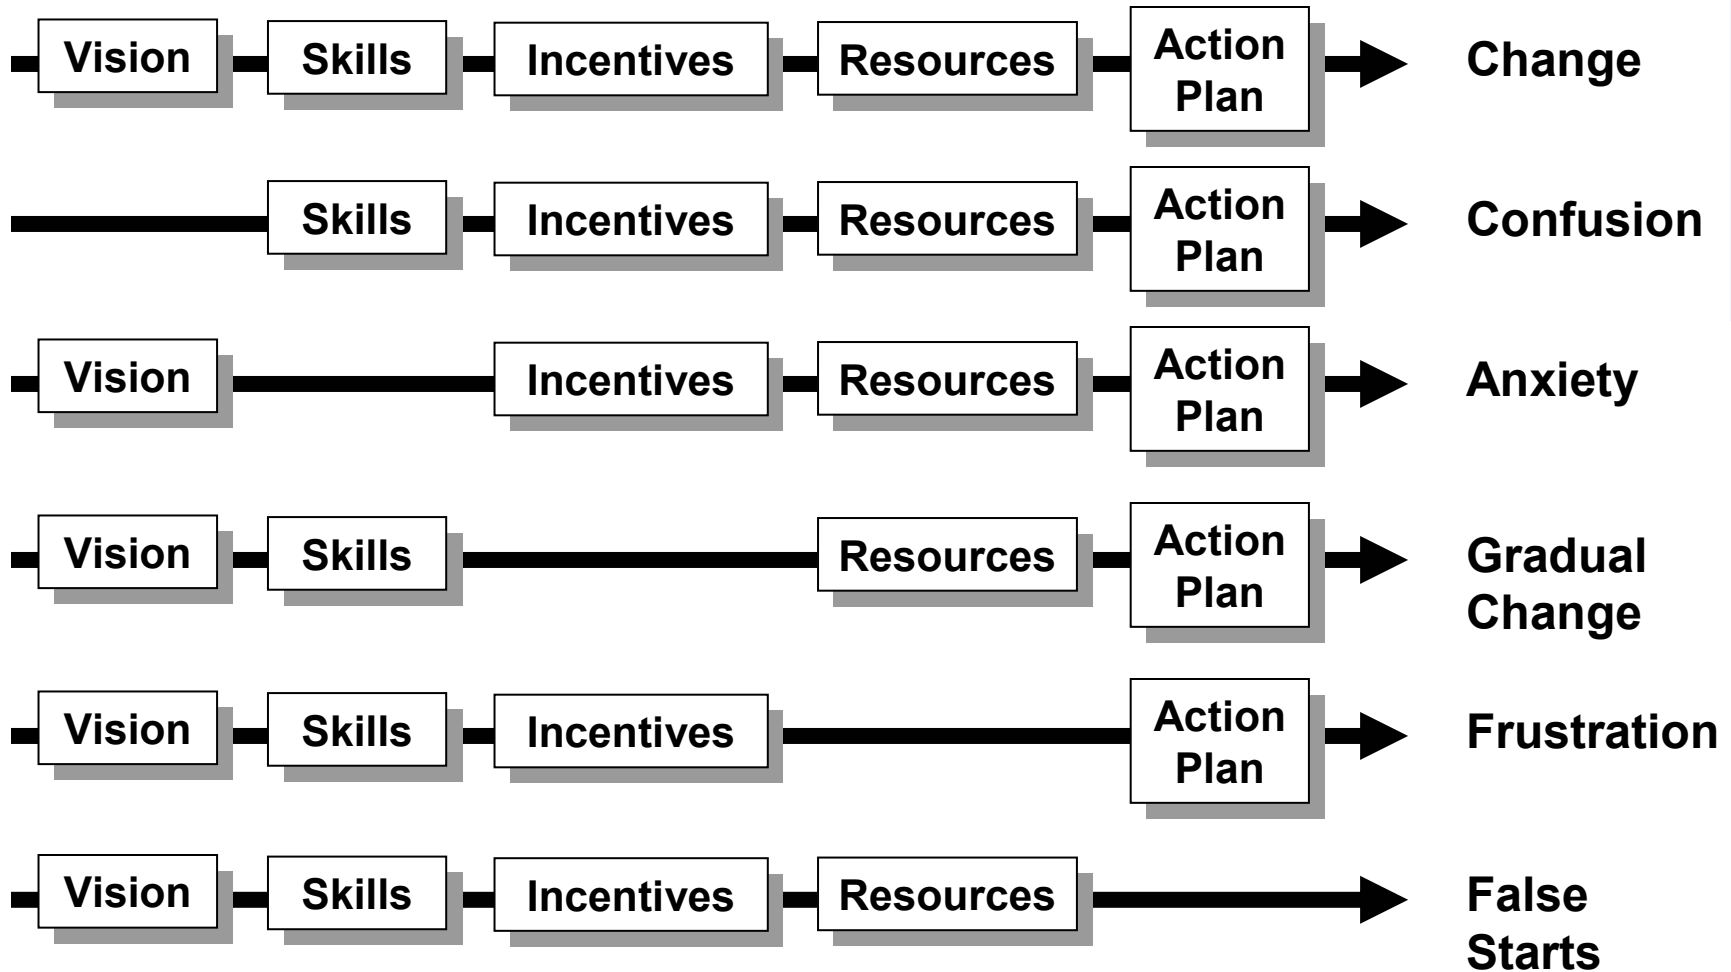 Vision Skills Incentives Resources Action Plan Change
Skills Incentives Resources Action Plan Confusion
Vision Incentives Resources Action Plan Anxiety
Vision Skills Resources Action Plan Gradual Change
Vision Skills Incentives Action Plan Frustration
Vision Skills Incentives Resources False Starts